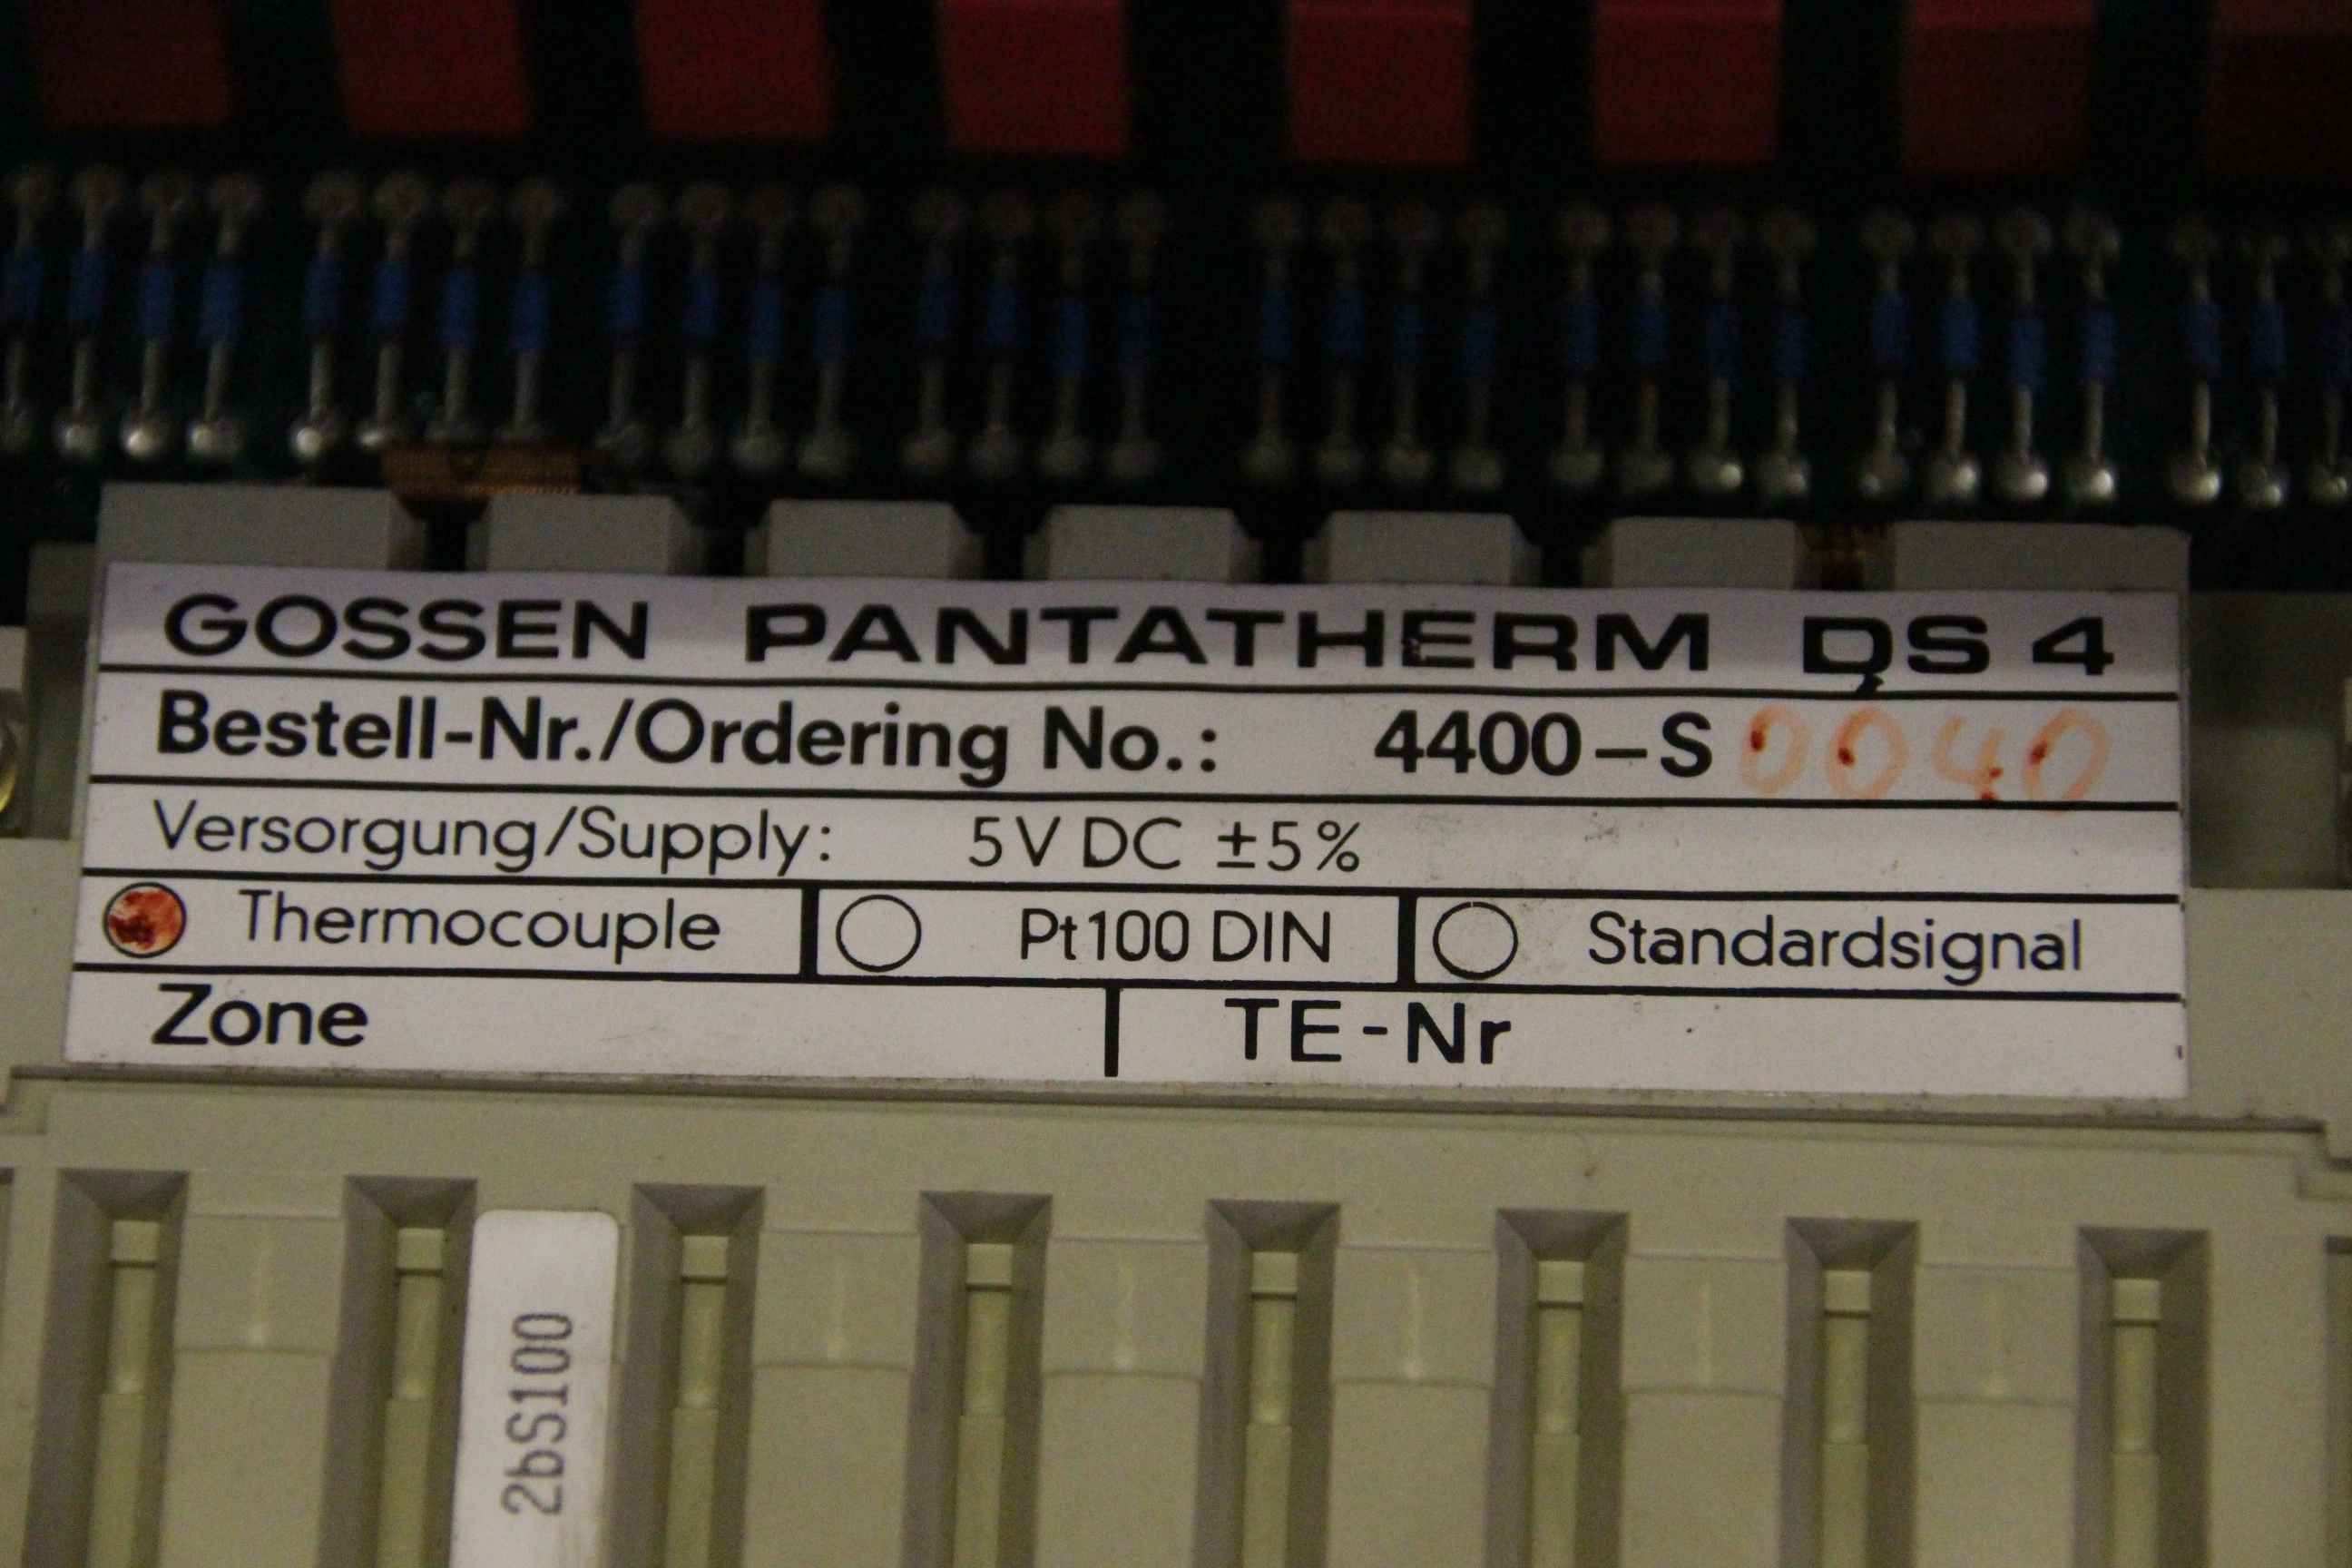 GOSSEN PANTATHERM DS 4
Bestell-Nr./Ordering No.: 4400-S 0040
Versorgung/Supply: 5 V DC ±5%
Thermocouple Pt100 DIN Standardsignal
Zone TE-Nr
2bS100